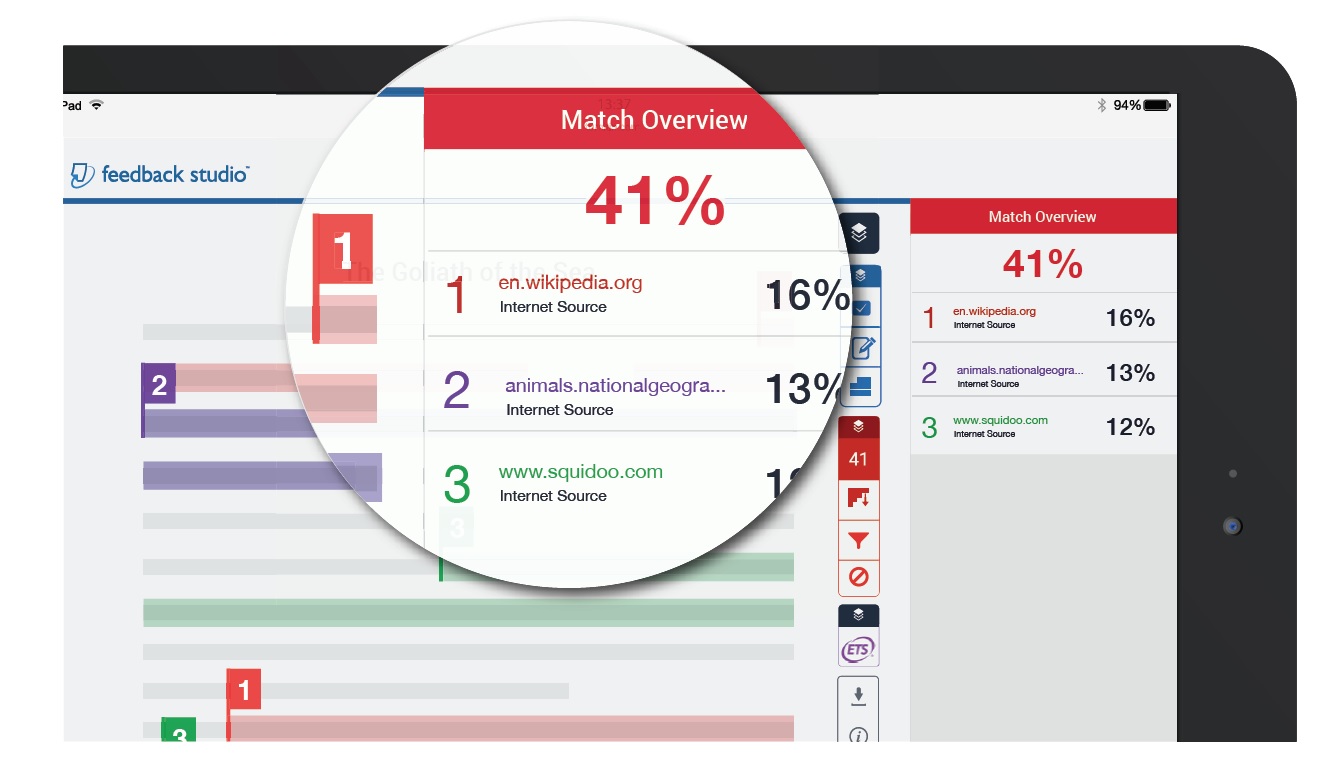 Pad
13:37
94%
feedback studio
Match Overview
41%
The Goliath of the Sea
1
1
en.wikipedia.org
Internet Source
16%
2
2
animals.nationalgeogra...
Internet Source
13%
3
www.squidoo.com
Internet Source
3
1
3
41
ETS
Match Overview
41%
1
en.wikipedia.org
Internet Source
16%
2
animals.nationalgeogra...
Internet Source
13%
3
www.squidoo.com
Internet Source
12%